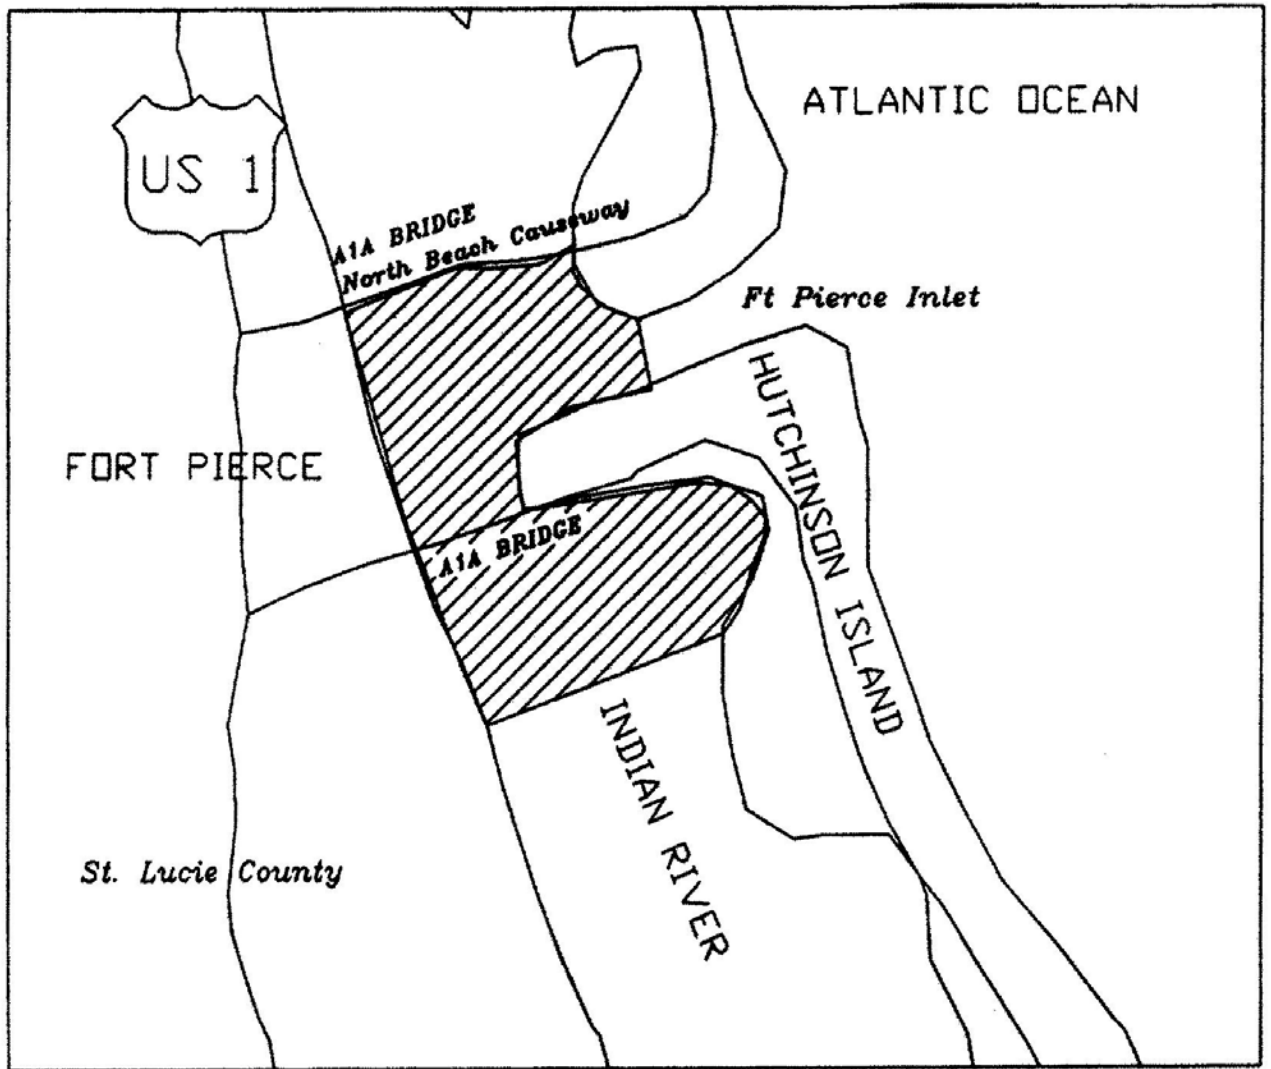 ATLANTIC OCEAN
US 1
A1A BRIDGE
North Beach Causeway
Ft Pierce Inlet
HUTCHINSON ISLAND
FORT PIERCE
A1A BRIDGE
INDIAN RIVER
St. Lucie County